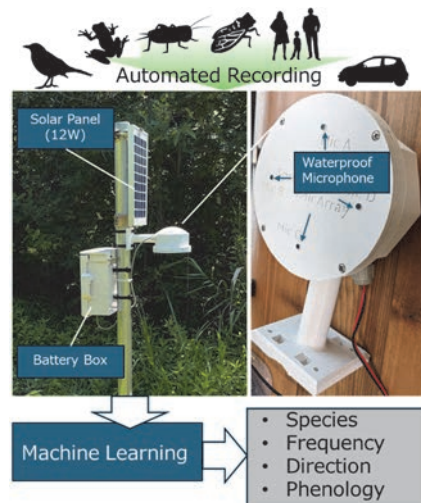 Automated Recording
Solar Panel
(12W)
Waterproof
Microphone
Battery Box
Machine Learning
• Species
• Frequency
• Direction
• Phenology